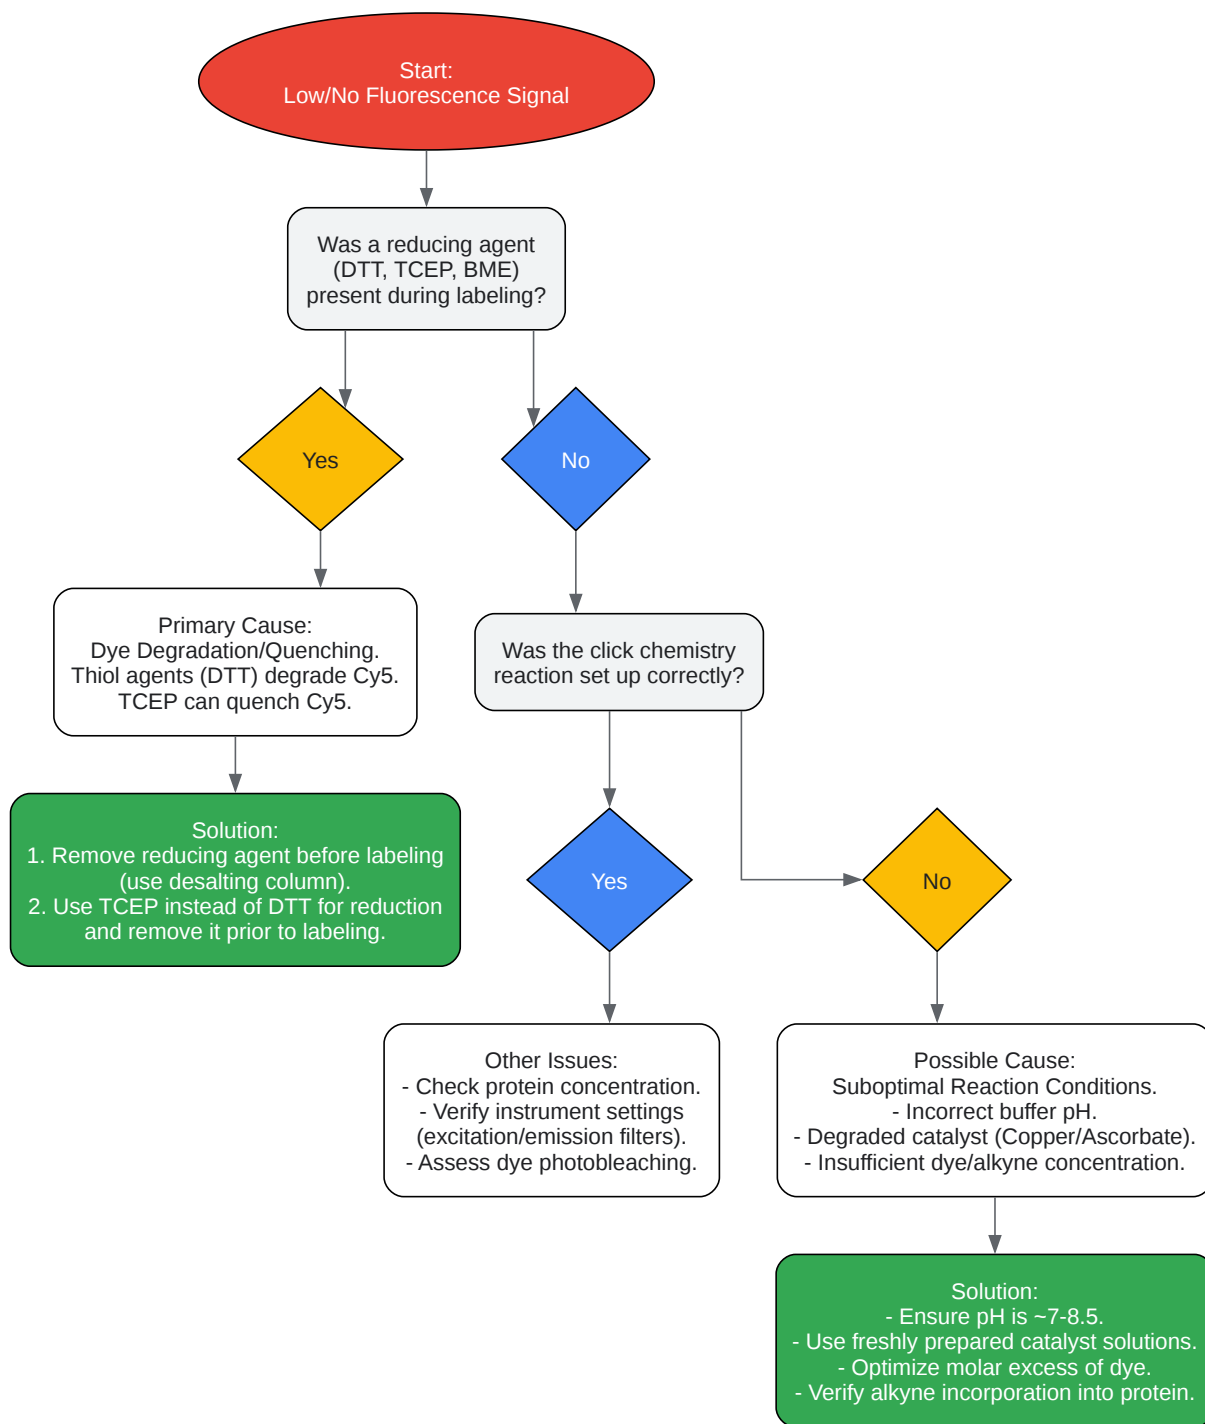 Start:
Low/No Fluorescence Signal
Was a reducing agent
(DTT, TCEP, BME)
present during labeling?
Yes
No
Primary Cause:
Dye Degradation/Quenching.
Thiol agents (DTT) degrade Cy5.
TCEP can quench Cy5.
Was the click chemistry
reaction set up correctly?
Solution:
1. Remove reducing agent before labeling
(use desalting column).
2. Use TCEP instead of DTT for reduction
and remove it prior to labeling.
Yes
No
Other Issues:
- Check protein concentration.
- Verify instrument settings
(excitation/emission filters).
- Assess dye photobleaching.
Possible Cause:
Suboptimal Reaction Conditions.
- Incorrect buffer pH.
- Degraded catalyst (Copper/Ascorbate).
- Insufficient dye/alkyne concentration.
Solution:
- Ensure pH is ~7-8.5.
- Use freshly prepared catalyst solutions.
- Optimize molar excess of dye.
- Verify alkyne incorporation into protein.